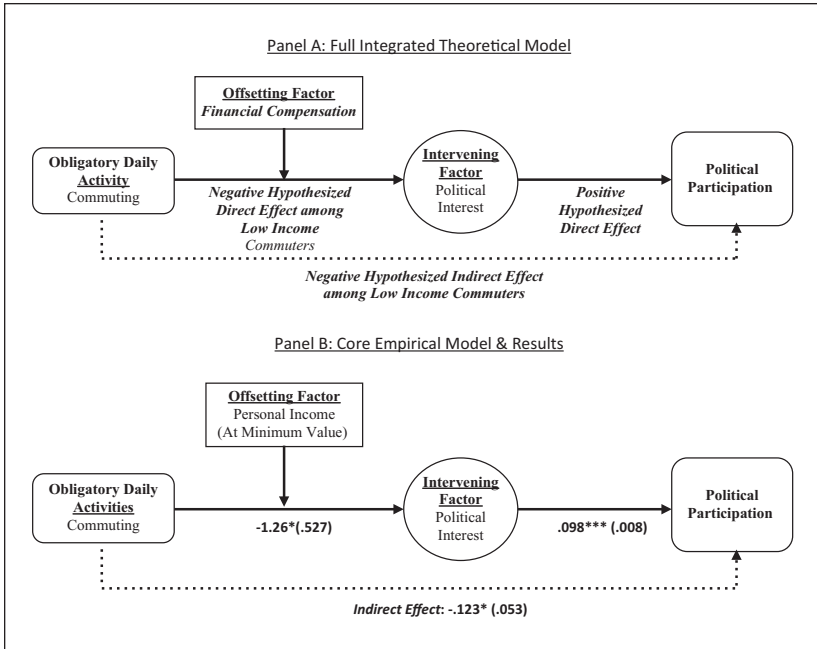 Panel A: Full Integrated Theoretical Model
Offsetting Factor
Financial Compensation
Obligatory Daily
Activity
Commuting
Negative Hypothesized
Direct Effect among
Low Income
Commuters
Intervening
Factor
Political
Interest
Positive
Hypothesized
Direct Effect
Political
Participation
Negative Hypothesized Indirect Effect
among Low Income Commuters
Panel B: Core Empirical Model & Results
Offsetting Factor
Personal Income
(At Minimum Value)
Obligatory Daily
Activities
Commuting
-1.26*(.527)
Intervening
Factor
Political
Interest
.098*** (.008)
Political
Participation
Indirect Effect: -.123* (.053)